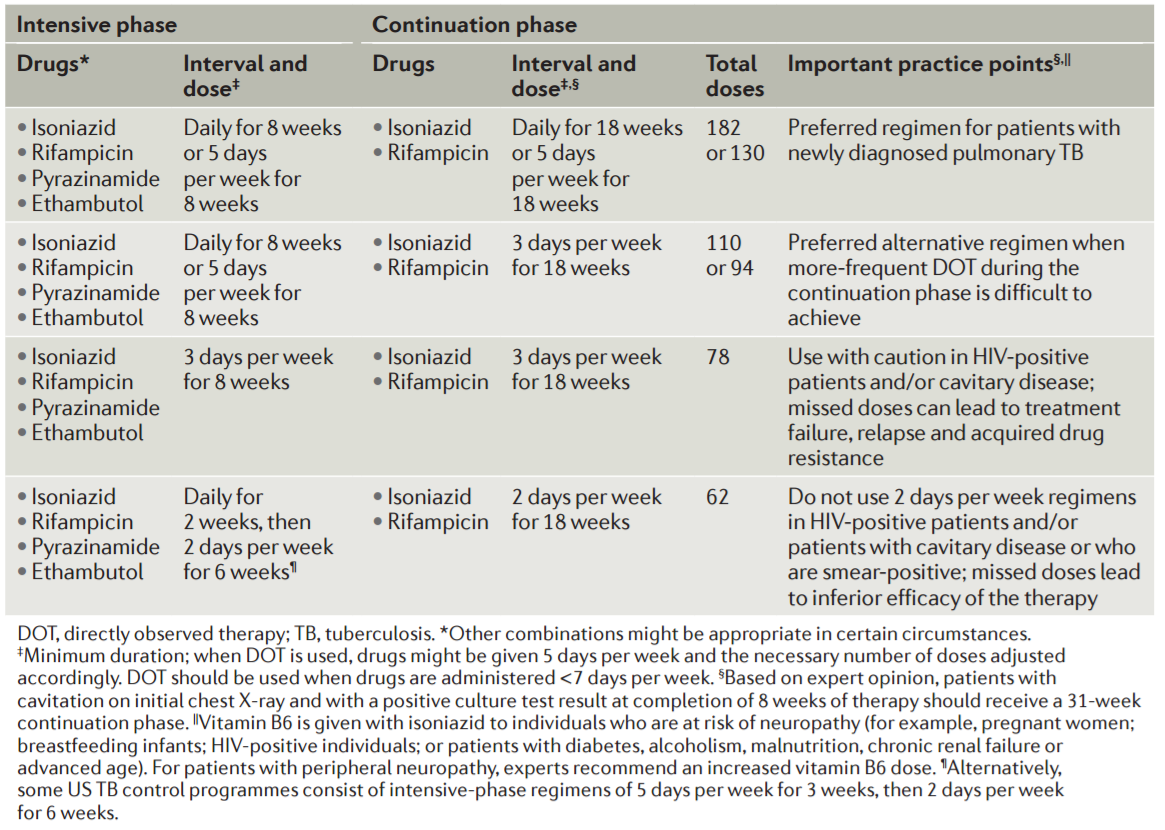 Intensive phase Continuation phase
Drugs* Interval and dose‡ Drugs Interval and dose‡,§ Total doses Important practice points§,||
• Isoniazid
• Rifampicin
• Pyrazinamide
• Ethambutol
Daily for 8 weeks
or 5 days
per week for
8 weeks
• Isoniazid
• Rifampicin
Daily for 18 weeks
or 5 days
per week for
18 weeks
182
or 130
Preferred regimen for patients with
newly diagnosed pulmonary TB
• Isoniazid
• Rifampicin
• Pyrazinamide
• Ethambutol
Daily for 8 weeks
or 5 days
per week for
8 weeks
• Isoniazid
• Rifampicin
3 days per week
for 18 weeks
110
or 94
Preferred alternative regimen when
more-frequent DOT during the
continuation phase is difficult to
achieve
• Isoniazid
• Rifampicin
• Pyrazinamide
• Ethambutol
3 days per week
for 8 weeks
• Isoniazid
• Rifampicin
3 days per week
for 18 weeks
78
Use with caution in HIV-positive
patients and/or cavitary disease;
missed doses can lead to treatment
failure, relapse and acquired drug
resistance
• Isoniazid
• Rifampicin
• Pyrazinamide
• Ethambutol
Daily for
2 weeks, then
2 days per week
for 6 weeks¶
• Isoniazid
• Rifampicin
2 days per week
for 18 weeks
62
Do not use 2 days per week regimens
in HIV-positive patients and/or
patients with cavitary disease or who
are smear-positive; missed doses lead
to inferior efficacy of the therapy
DOT, directly observed therapy; TB, tuberculosis. *Other combinations might be appropriate in certain circumstances.
‡Minimum duration; when DOT is used, drugs might be given 5 days per week and the necessary number of doses adjusted
accordingly. DOT should be used when drugs are administered <7 days per week. §Based on expert opinion, patients with
cavitation on initial chest X-ray and with a positive culture test result at completion of 8 weeks of therapy should receive a 31-week
continuation phase. ||Vitamin B6 is given with isoniazid to individuals who are at risk of neuropathy (for example, pregnant women;
breastfeeding infants; HIV-positive individuals; or patients with diabetes, alcoholism, malnutrition, chronic renal failure or
advanced age). For patients with peripheral neuropathy, experts recommend an increased vitamin B6 dose. ¶Alternatively,
some US TB control programmes consist of intensive-phase regimens of 5 days per week for 3 weeks, then 2 days per week
for 6 weeks.